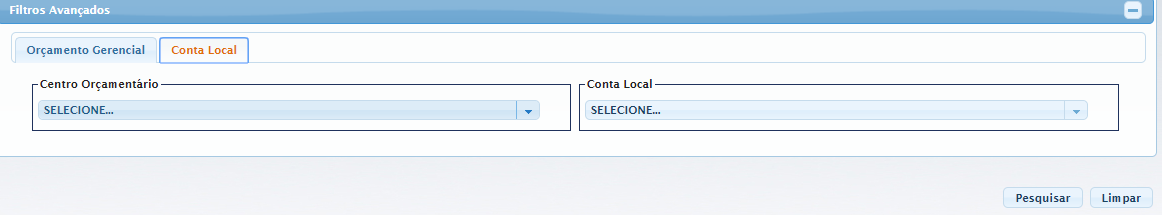 Filtros Avançados
Orçamento Gerencial Conta Local
Centro Orçamentário Conta Local
SELECIONE... SELECIONE...
Pesquisar Limpar